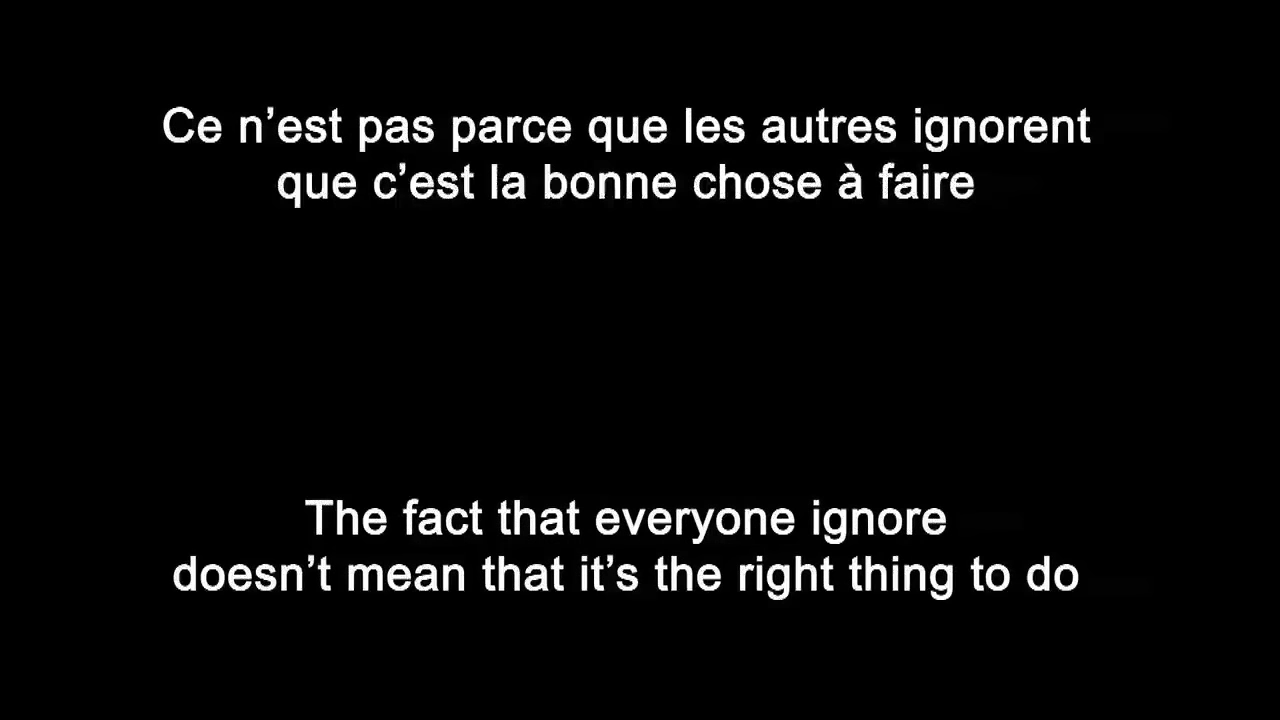 Ce n’est pas parce que les autres ignorent
que c’est la bonne chose à faire
The fact that everyone ignore
doesn’t mean that it’s the right thing to do